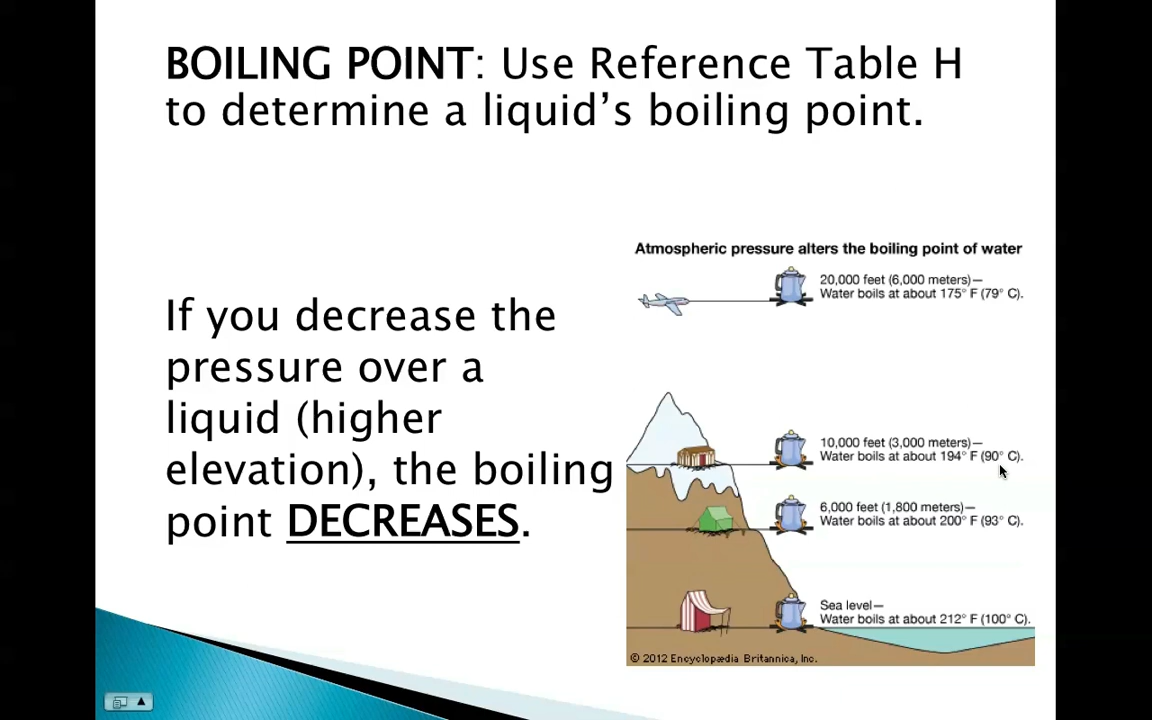 BOILING POINT: Use Reference Table H
to determine a liquid’s boiling point.
If you decrease the
pressure over a
liquid (higher
elevation), the boiling
point DECREASES.
Atmospheric pressure alters the boiling point of water
20,000 feet (6,000 meters)—
Water boils at about 175° F (79° C).
10,000 feet (3,000 meters)—
Water boils at about 194° F (90° C).
6,000 feet (1,800 meters)—
Water boils at about 200° F (93° C).
Sea level—
Water boils at about 212° F (100° C).
© 2012 Encyclopædia Britannica, Inc.